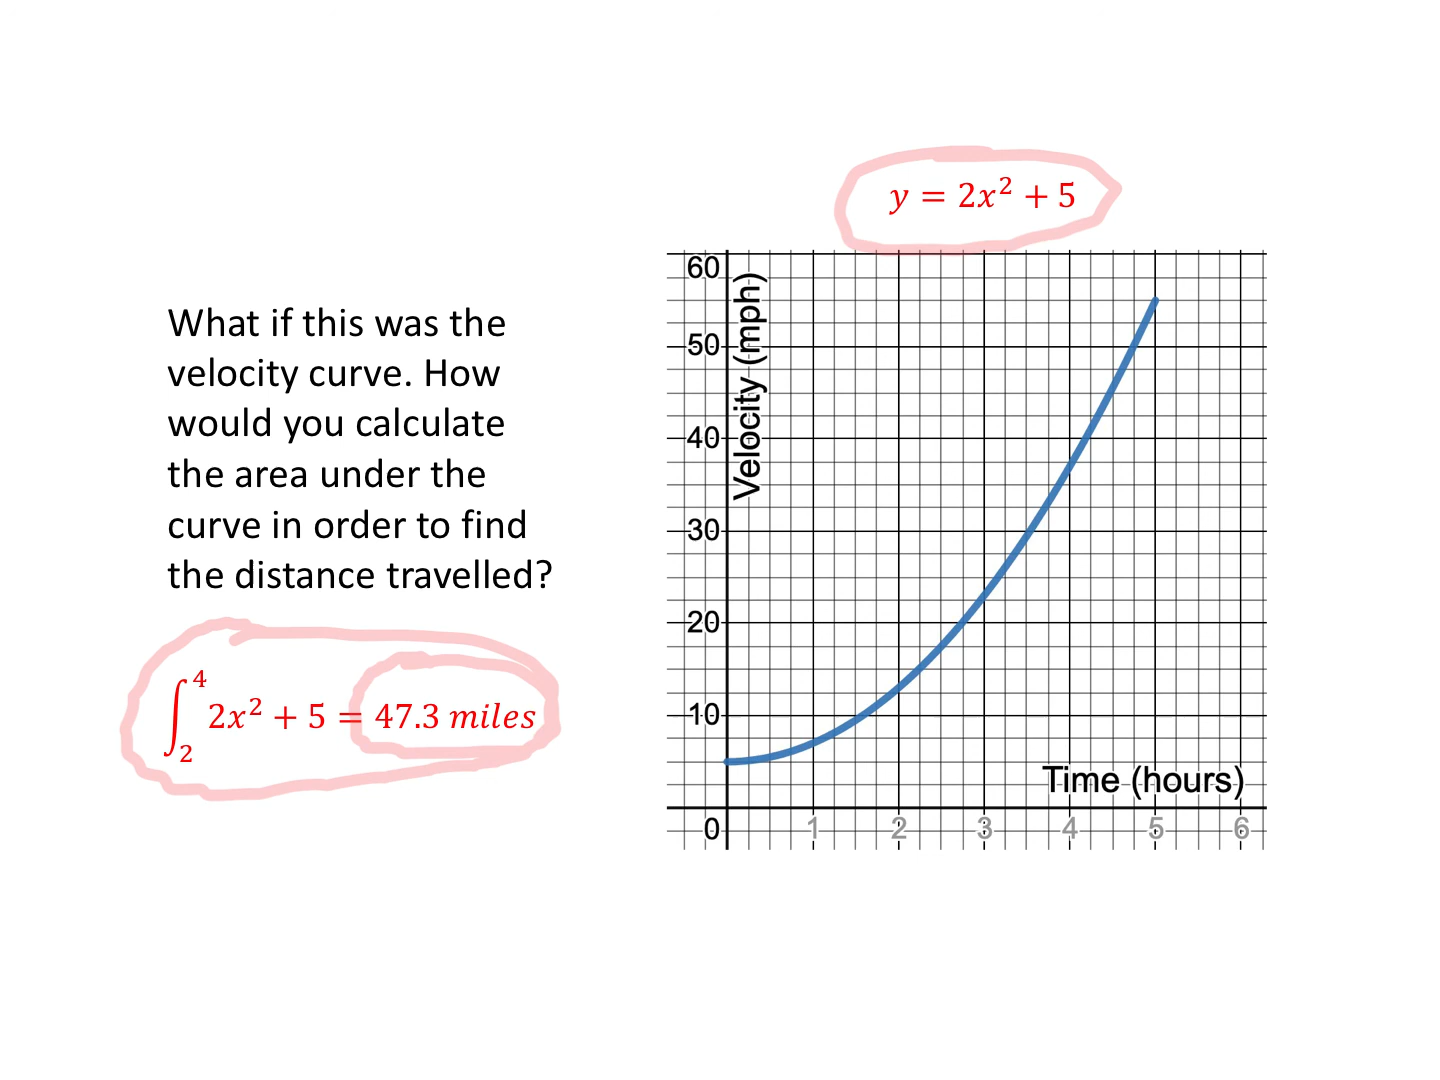 y = 2x² + 5
What if this was the
velocity curve. How
would you calculate
the area under the
curve in order to find
the distance travelled?
∫₂⁴ 2x² + 5 = 47.3 miles
60
50
40
30
20
10
Velocity (mph)
Time (hours)
0 1 2 3 4 5 6